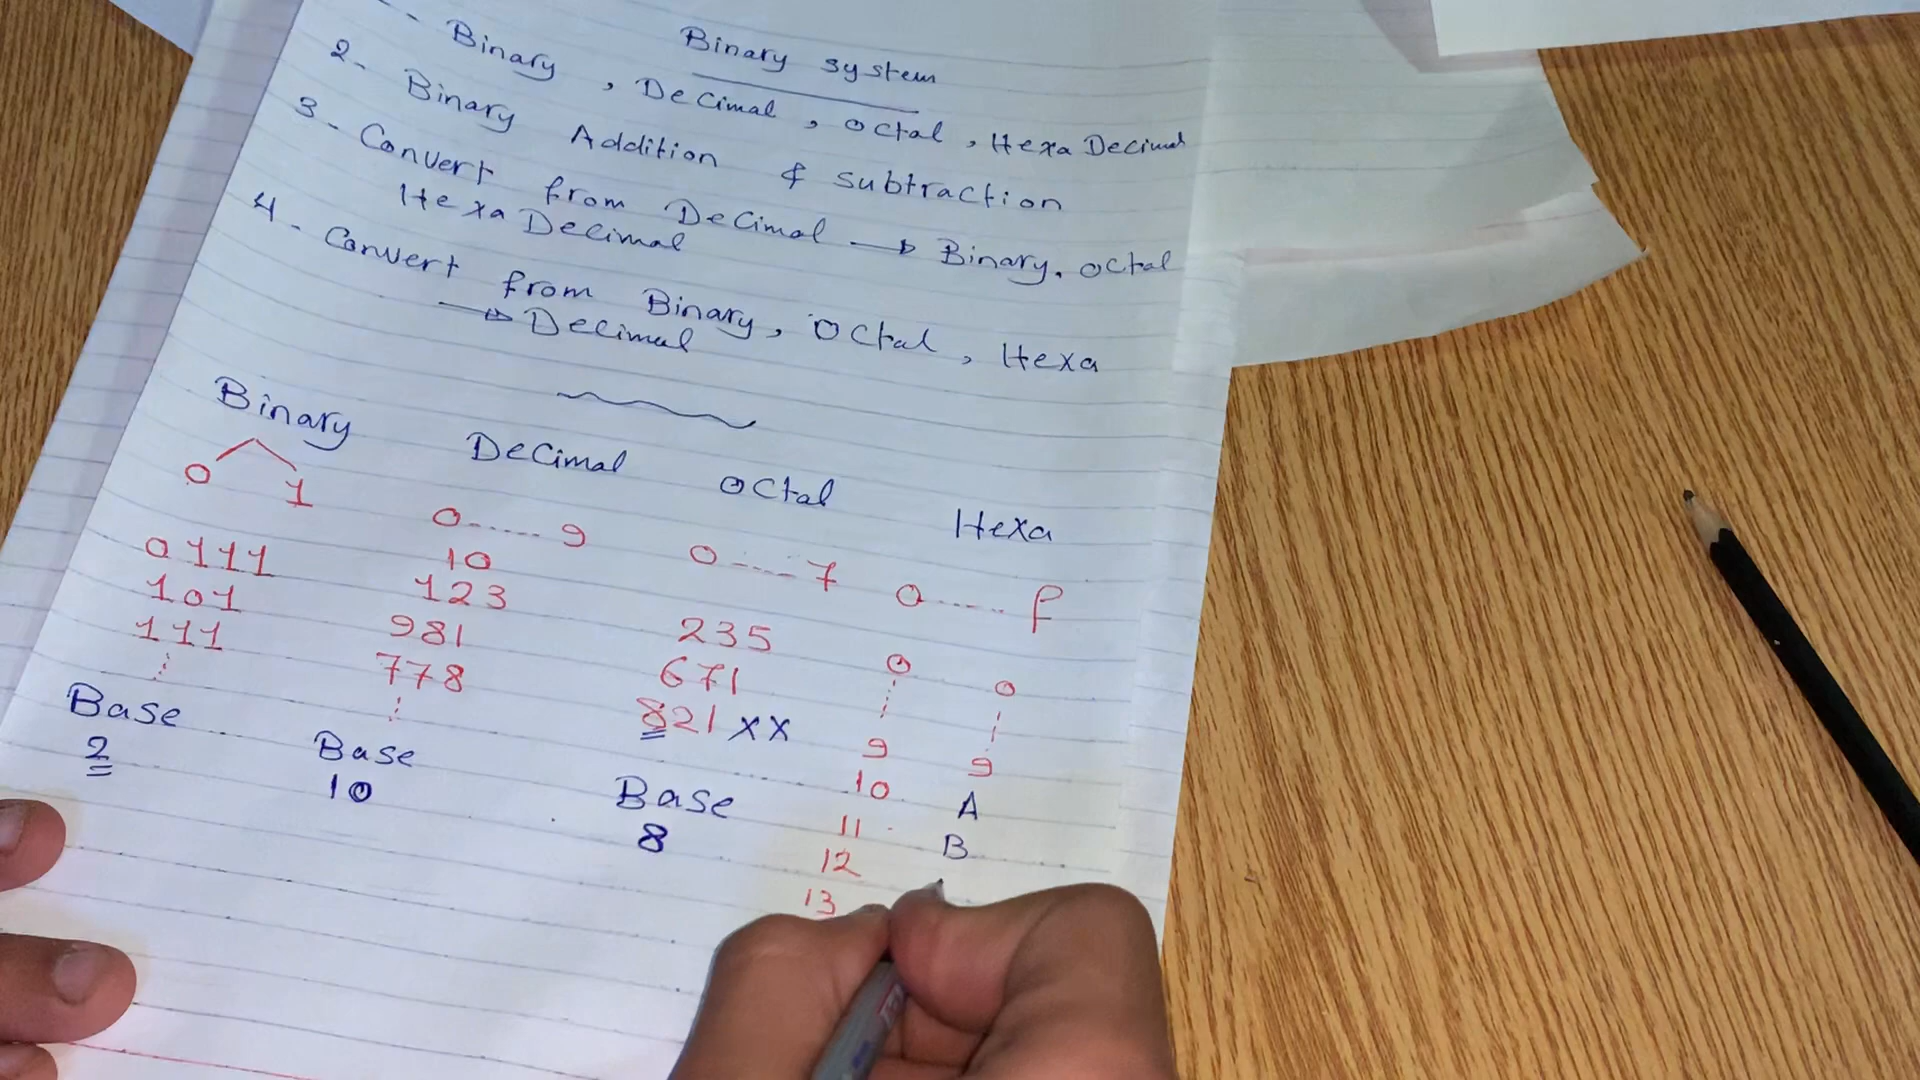 Binary system
- Binary, Decimal, octal, Hexa Decimal
2- Binary Addition & subtraction
3- Convert from Decimal → Binary, octal
Hexa Decimal
4- Convert from Binary, Octal, Hexa
→ Decimal
Binary Decimal Octal Hexa
0 1
0.....9
0....7
0....f
0111
101
111
Base
2
10
123
981
778
Base
10
235
671
821 XX
Base
8
0 0
9 9
10 A
11 B
12
13